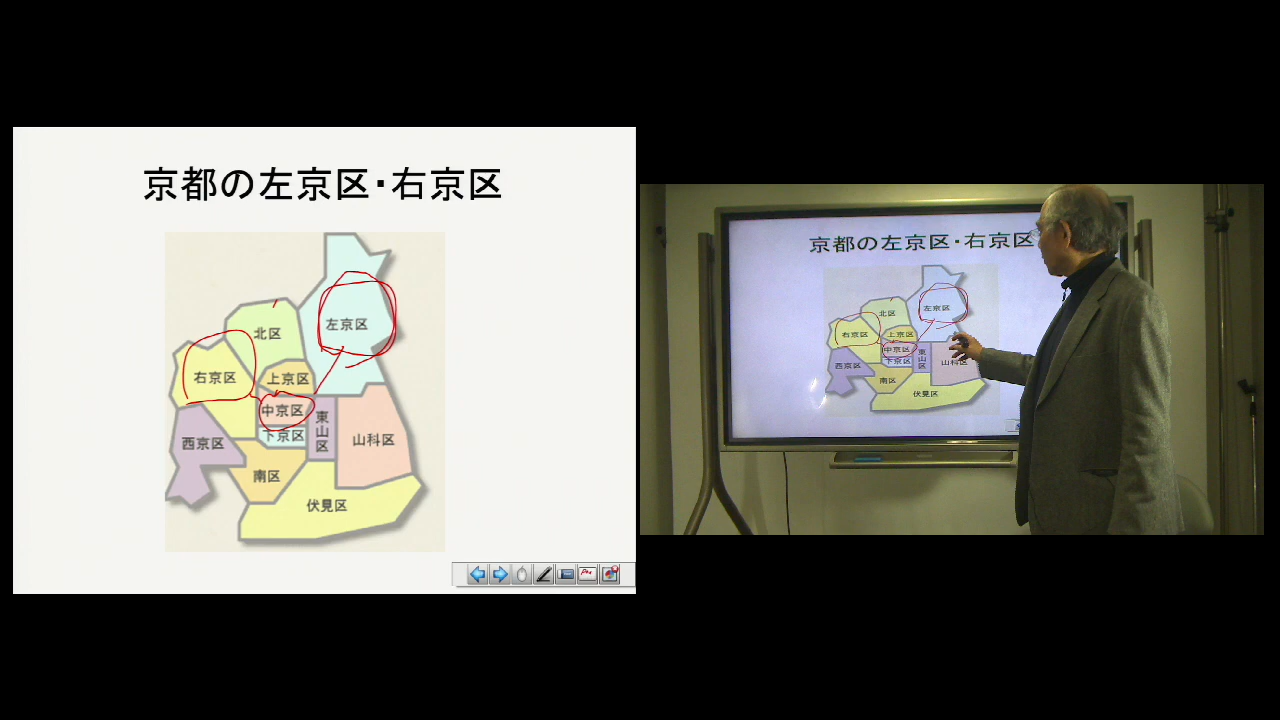 京都の左京区・右京区
左京区
北区
右京区
上京区
中京区
東山区
下京区
西京区
山科区
南区
伏見区
京都の左京区・右京区
左京区
北区
右京区
上京区
中京区
東山区
下京区
西京区
山科区
南区
伏見区